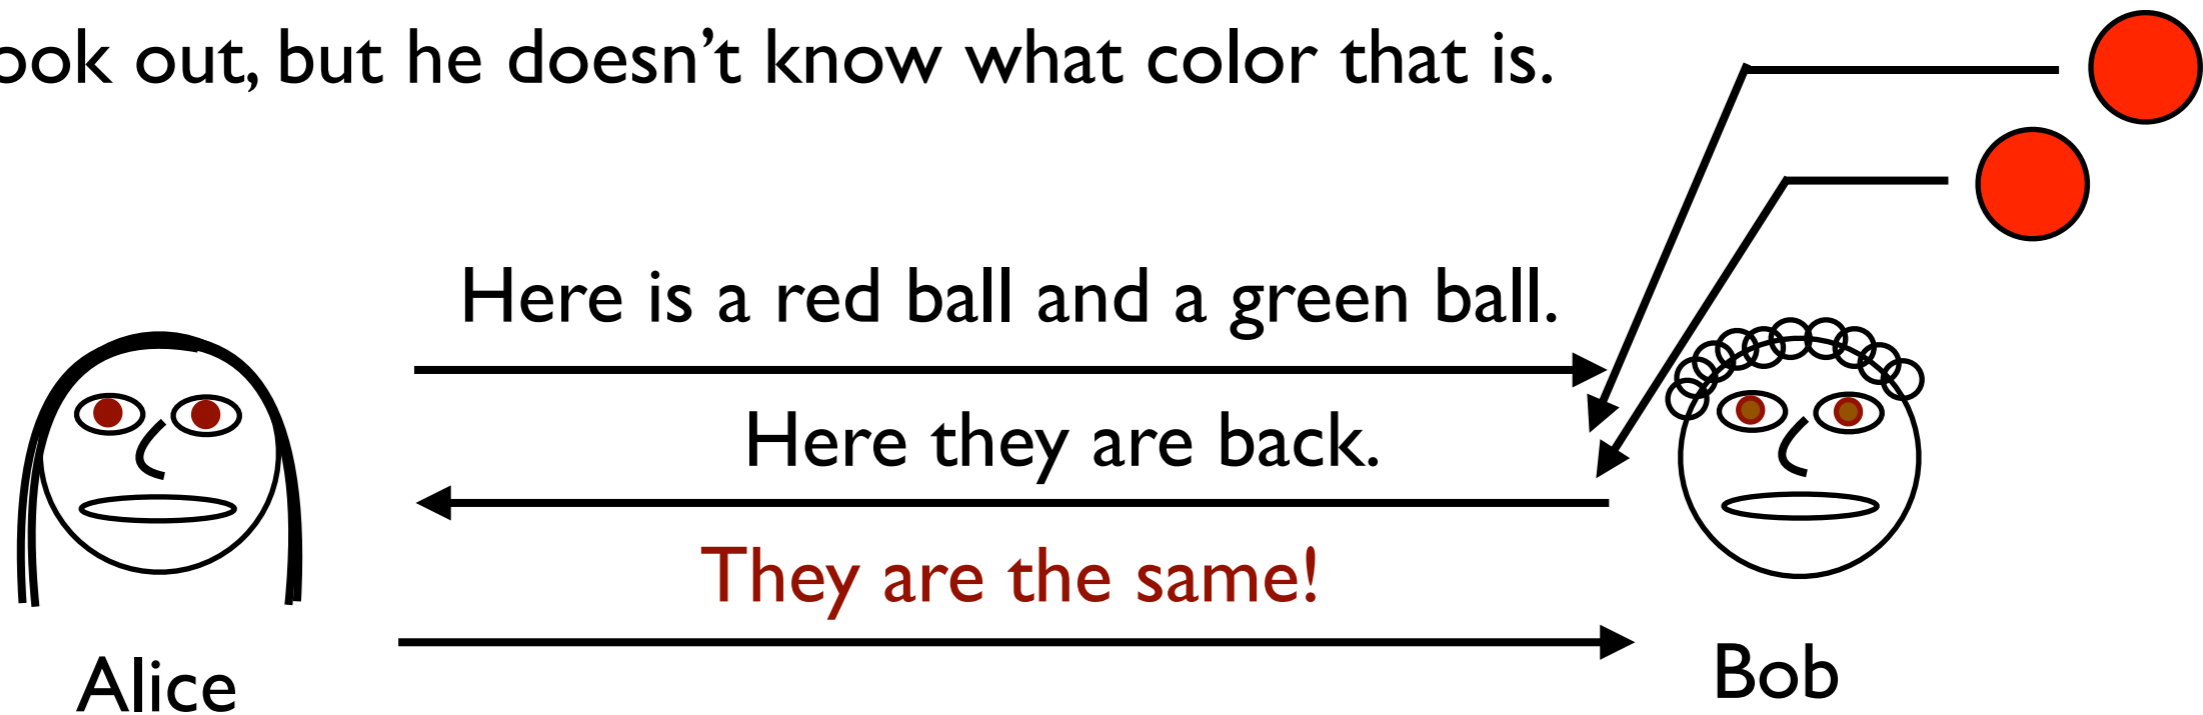 ook out, but he doesn’t know what color that is.
Here is a red ball and a green ball.
Here they are back.
They are the same!
Alice
Bob